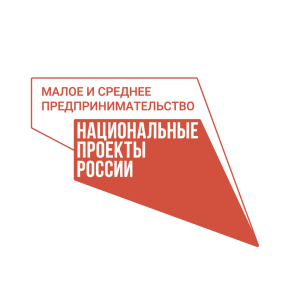 МАЛОЕ И СРЕДНЕЕ
ПРЕДПРИНИМАТЕЛЬСТВО
НАЦИОНАЛЬНЫЕ
ПРОЕКТЫ
РОССИИ